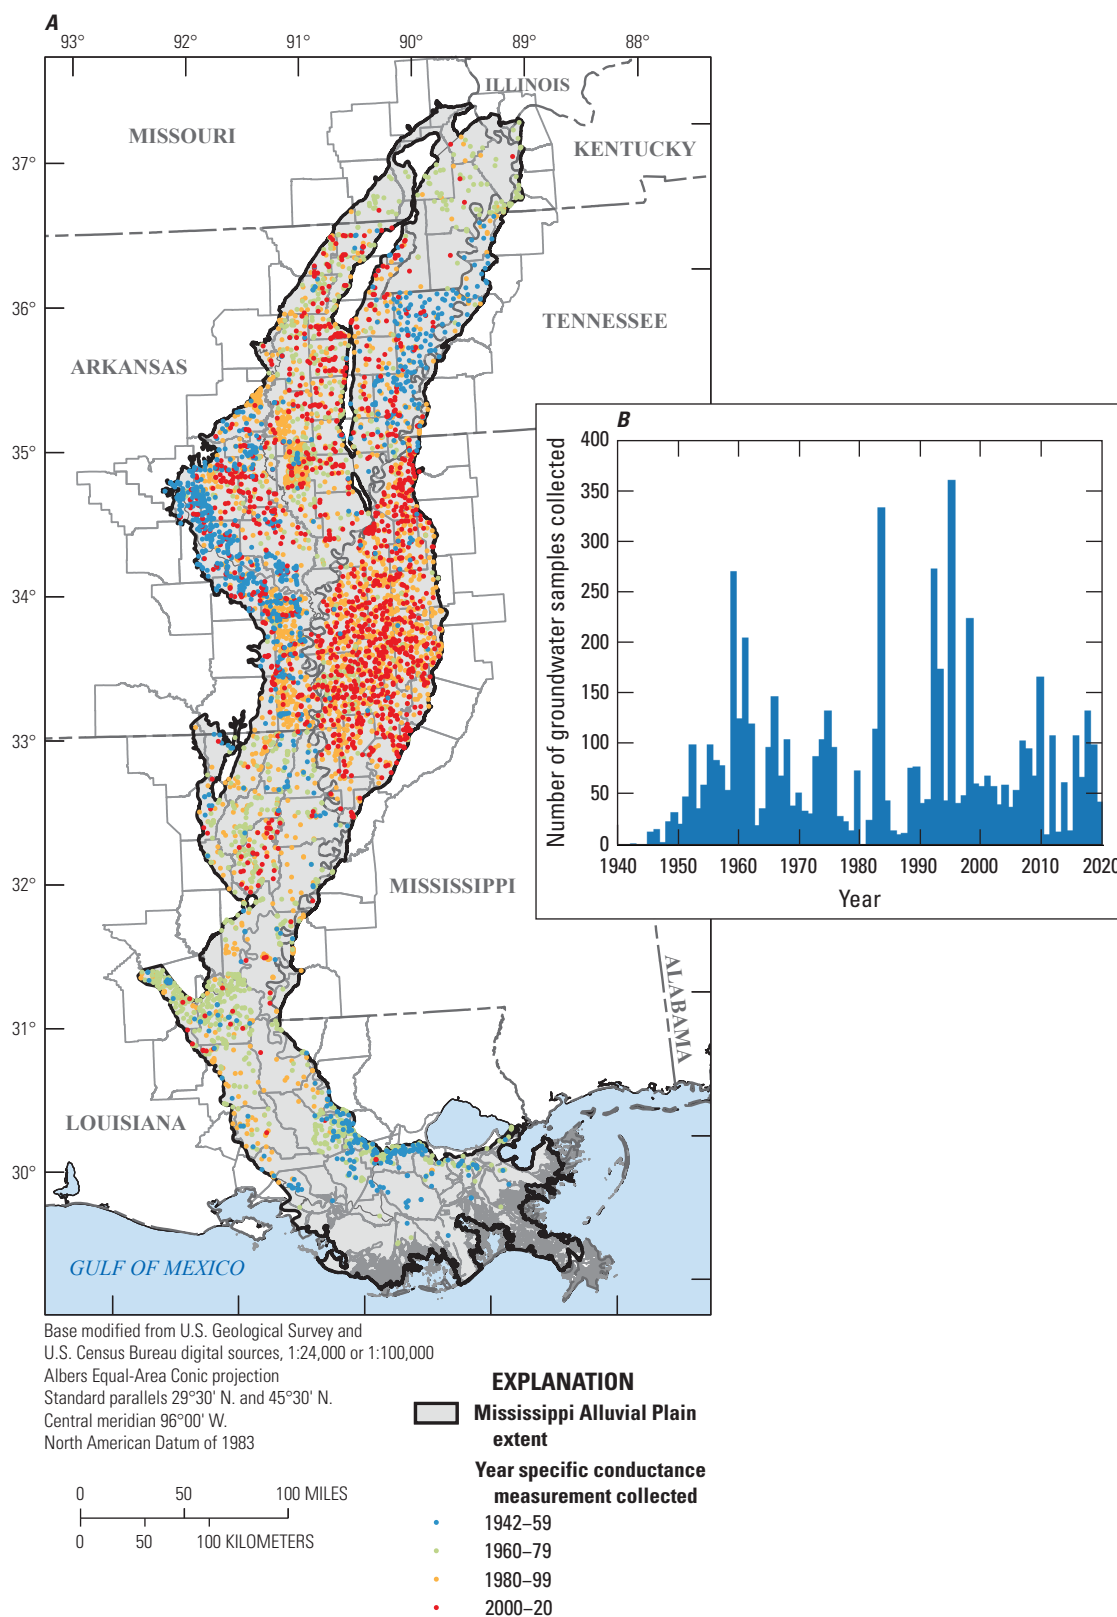 A
93° 92° 91° 90° 89° 88°
ILLINOIS
MISSOURI
KENTUCKY
37°
36°
TENNESSEE
ARKANSAS
35°
34°
33°
32°
MISSISSIPPI
ALABAMA
31°
LOUISIANA
30°
GULF OF MEXICO
B
Number of groundwater samples collected
400
350
300
250
200
150
100
50
0
1940 1950 1960 1970 1980 1990 2000 2010 2020
Year
Base modified from U.S. Geological Survey and
U.S. Census Bureau digital sources, 1:24,000 or 1:100,000
Albers Equal-Area Conic projection
Standard parallels 29°30' N. and 45°30' N.
Central meridian 96°00' W.
North American Datum of 1983
0 50 100 MILES
0 50 100 KILOMETERS
EXPLANATION
Mississippi Alluvial Plain
extent
Year specific conductance
measurement collected
1942–59
1960–79
1980–99
2000–20